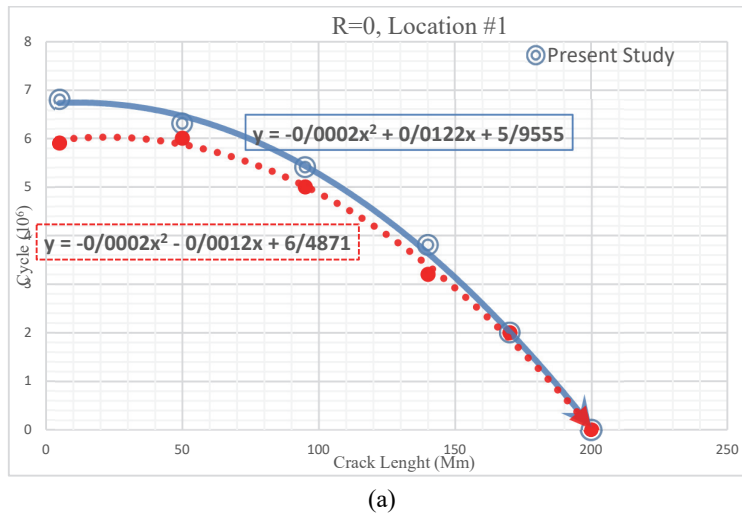 R=0, Location #1
8
Present Study
7
6
y = -0/0002x² + 0/0122x + 5/9555
5
4
y = -0/0002x² - 0/0012x + 6/4871
Cycle (10⁶)
3
2
1
0
0 50 100 150 200 250
Crack Lenght (Mm)
(a)